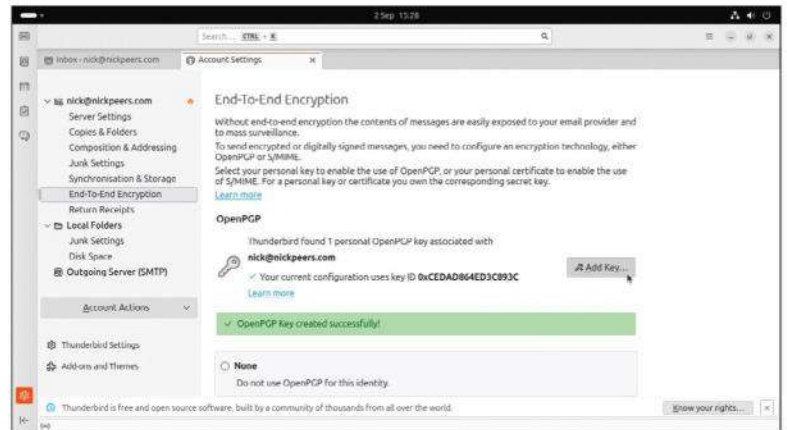 2 Sep 15:28
Search... CTRL + K
Inbox - nick@nickpeers.com
Account Settings
nick@nickpeers.com
Server Settings
Copies & Folders
Composition & Addressing
Junk Settings
Synchronisation & Storage
End-To-End Encryption
Return Receipts
Local Folders
Junk Settings
Disk Space
Outgoing Server (SMTP)
Account Actions
Thunderbird Settings
Add-ons and Themes
End-To-End Encryption
Without end-to-end encryption the contents of messages are easily exposed to your email provider and
to mass surveillance.
To send encrypted or digitally signed messages, you need to configure an encryption technology, either
OpenPGP or S/MIME.
Select your personal key to enable the use of OpenPGP, or your personal certificate to enable the use
of S/MIME. For a personal key or certificate you own the corresponding secret key.
Learn more
OpenPGP
Thunderbird found 1 personal OpenPGP key associated with
nick@nickpeers.com
✓ Your current configuration uses key ID 0xCEDAD864ED3C893C
Learn more
Add Key...
✓ OpenPGP Key created successfully!
None
Do not use OpenPGP for this identity.
Thunderbird is free and open source software, built by a community of thousands from all over the world.
Know your rights...